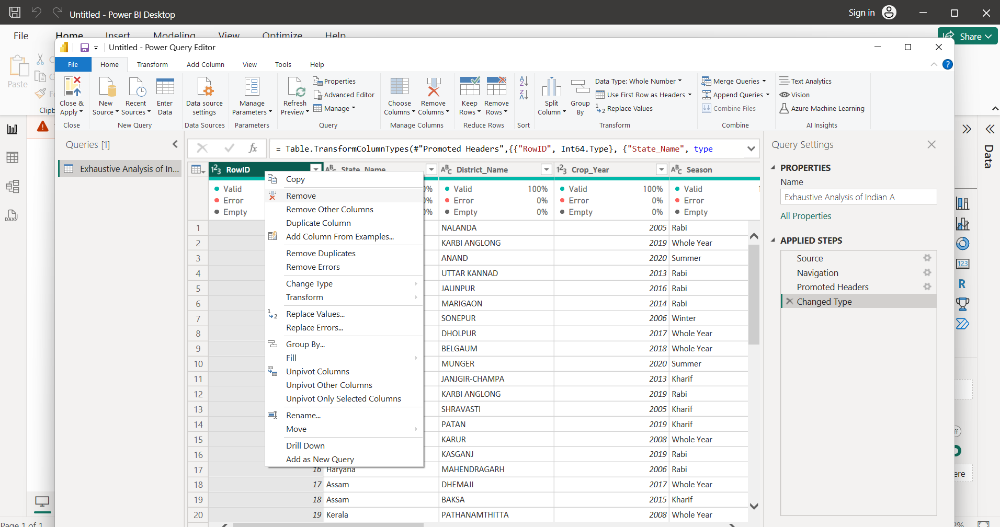 Untitled - Power BI Desktop
Sign in
File
Home
Insert
Modeling
View
Optimize
Help
Share
Paste
Untitled - Power Query Editor
File
Home
Transform
Add Column
View
Tools
Help
Close & Apply
Close
New Source
Recent Sources
Enter Data
New Query
Data source settings
Data Sources
Manage Parameters
Parameters
Refresh Preview
Properties
Advanced Editor
Manage
Query
Choose Columns
Remove Columns
Manage Columns
Keep Rows
Remove Rows
Reduce Rows
Sort
Split Column
Group By
Data Type: Whole Number
Use First Row as Headers
Replace Values
Transform
Merge Queries
Append Queries
Combine Files
Combine
Text Analytics
Vision
Azure Machine Learning
AI Insights
Queries [1]
Exhaustive Analysis of In...
fx
= Table.TransformColumnTypes(#"Promoted Headers",{{"RowID", Int64.Type}, {"State_Name", type
RowID
State_Name
District_Name
Crop_Year
Season
Valid
Error
Empty
Valid 100%
Error 0%
Empty 0%
Valid 100%
Error 0%
Empty 0%
Valid
Error
Empty
1 NALANDA 2005 Rabi
2 KARBI ANGLONG 2019 Whole Year
3 ANAND 2020 Summer
4 UTTAR KANNAD 2013 Rabi
5 JAUNPUR 2016 Rabi
6 MARIGAON 2014 Rabi
7 SONEPUR 2006 Winter
8 DHOLPUR 2017 Whole Year
9 BELGAUM 2018 Whole Year
10 MUNGER 2020 Summer
11 JANJGIR-CHAMPA 2013 Kharif
12 KARBI ANGLONG 2019 Rabi
13 SHRAVASTI 2005 Kharif
14 PATAN 2019 Kharif
15 KARUR 2008 Whole Year
16 KASGANJ 2019 Rabi
17 16 Haryana MAHENDRAGARH 2006 Rabi
18 17 Assam DHEMAJI 2017 Whole Year
19 18 Assam BAKSA 2015 Kharif
20 19 Kerala PATHANAMTHITTA 2008 Whole Year
Copy
Remove
Remove Other Columns
Duplicate Column
Add Column From Examples...
Remove Duplicates
Remove Errors
Change Type
Transform
Replace Values...
Replace Errors...
Group By...
Fill
Unpivot Columns
Unpivot Other Columns
Unpivot Only Selected Columns
Rename...
Move
Drill Down
Add as New Query
Query Settings
PROPERTIES
Name
Exhaustive Analysis of Indian A
All Properties
APPLIED STEPS
Source
Navigation
Promoted Headers
Changed Type
Data
DAX
Page 1 of 1